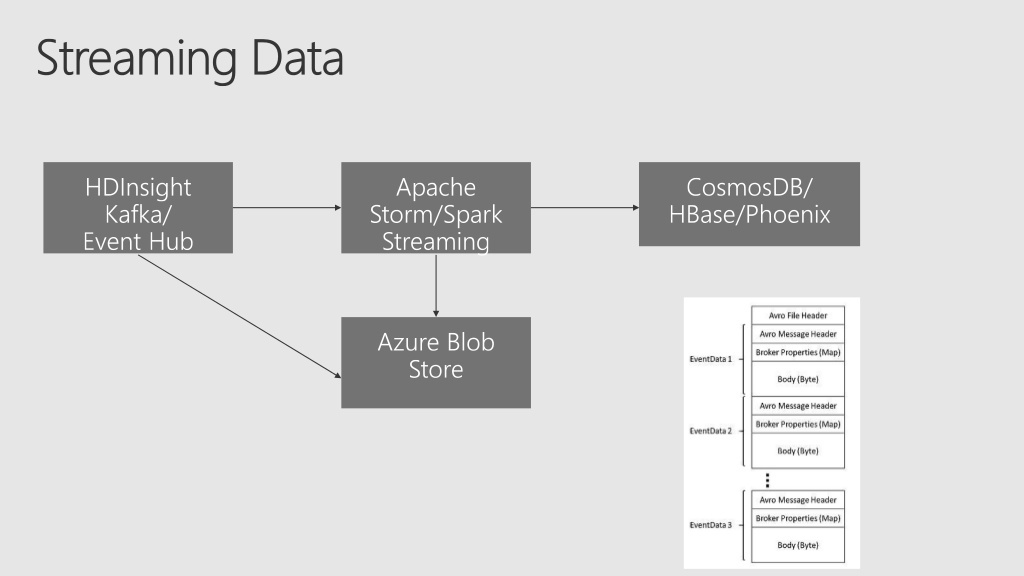 Streaming Data
HDInsight
Kafka/
Event Hub
Apache
Storm/Spark
Streaming
CosmosDB/
HBase/Phoenix
Azure Blob
Store
Avro File Header
EventData 1
Avro Message Header
Broker Properties (Map)
Body (Byte)
EventData 2
Avro Message Header
Broker Properties (Map)
Body (Byte)
EventData 3
Avro Message Header
Broker Properties (Map)
Body (Byte)